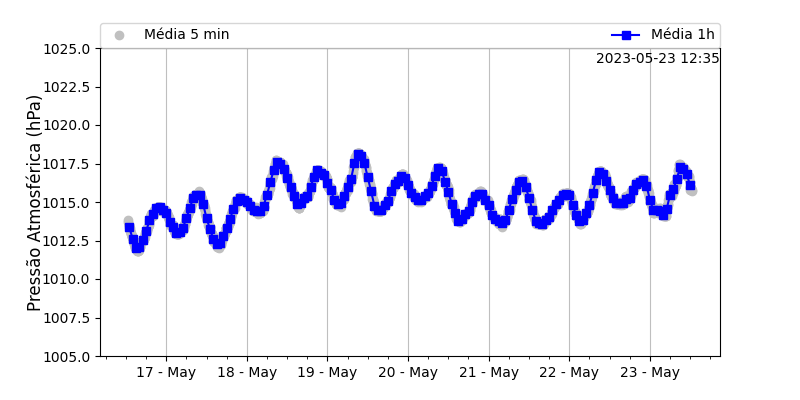 Média 5 min
Média 1h
2023-05-23 12:35
Pressão Atmosférica (hPa)
1025.0
1022.5
1020.0
1017.5
1015.0
1012.5
1010.0
1007.5
1005.0
17 - May
18 - May
19 - May
20 - May
21 - May
22 - May
23 - May